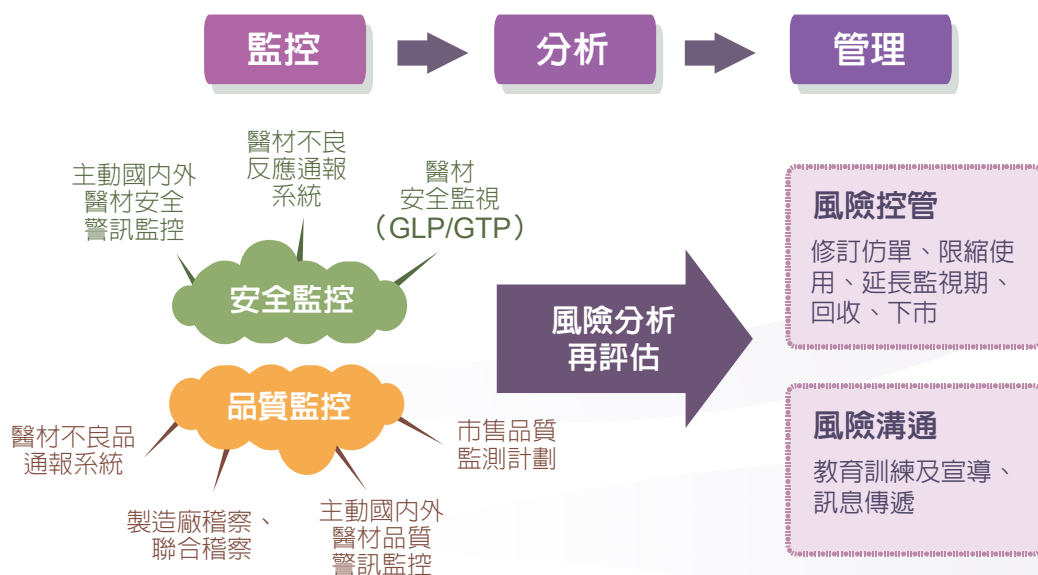 監控
分析
管理
主動國內外
醫材安全
警訊監控
醫材不良
反應通報
系統
醫材
安全監視
（GLP/GTP）
安全監控
品質監控
醫材不良品
通報系統
製造廠稽察、
聯合稽察
主動國內外
醫材品質
警訊監控
市售品質
監測計劃
風險分析
再評估
風險控管
修訂仿單、限縮使
用、延長監視期、
回收、下市
風險溝通
教育訓練及宣導、
訊息傳遞